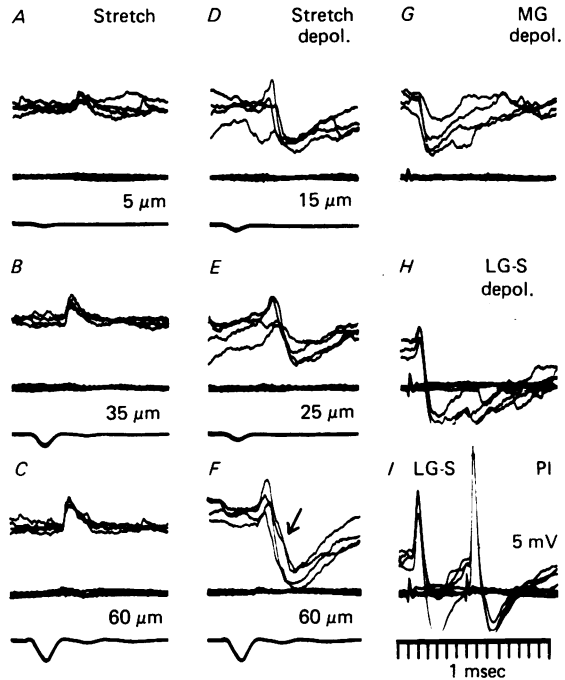 A Stretch
D Stretch depol.
G MG depol.
5 μm
15 μm
B
E
H LG-S depol.
35 μm
25 μm
C
F
I LG-S PI
5 mV
60 μm
60 μm
1 msec